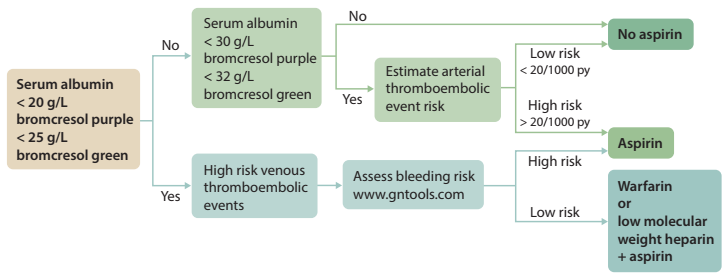 Serum albumin
< 20 g/L
bromcresol purple
< 25 g/L
bromcresol green
No
Yes
Serum albumin
< 30 g/L
bromcresol purple
< 32 g/L
bromcresol green
No
Yes
Estimate arterial
thromboembolic
event risk
Low risk
< 20/1000 py
High risk
> 20/1000 py
No aspirin
Aspirin
High risk venous
thromboembolic
events
Assess bleeding risk
www.gntools.com
High risk
Low risk
Warfarin
or
low molecular
weight heparin
+ aspirin